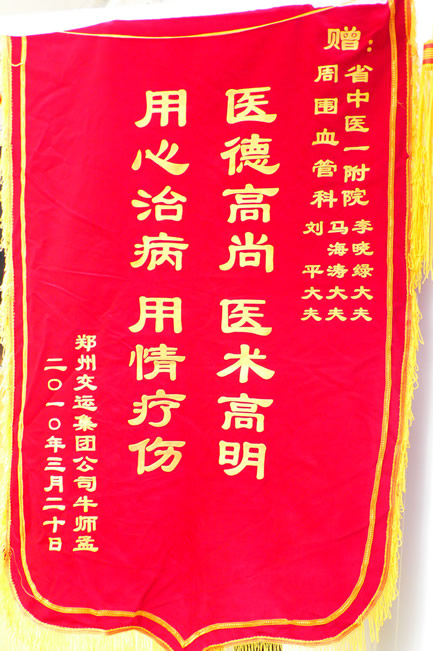 赠：
省中医一附院
周围血管科
李晓绿大夫
马海涛大夫
刘平大夫
医德高尚 医术高明
用心治病 用情疗伤
郑州交运集团公司牛师孟
二〇一〇年三月二十日